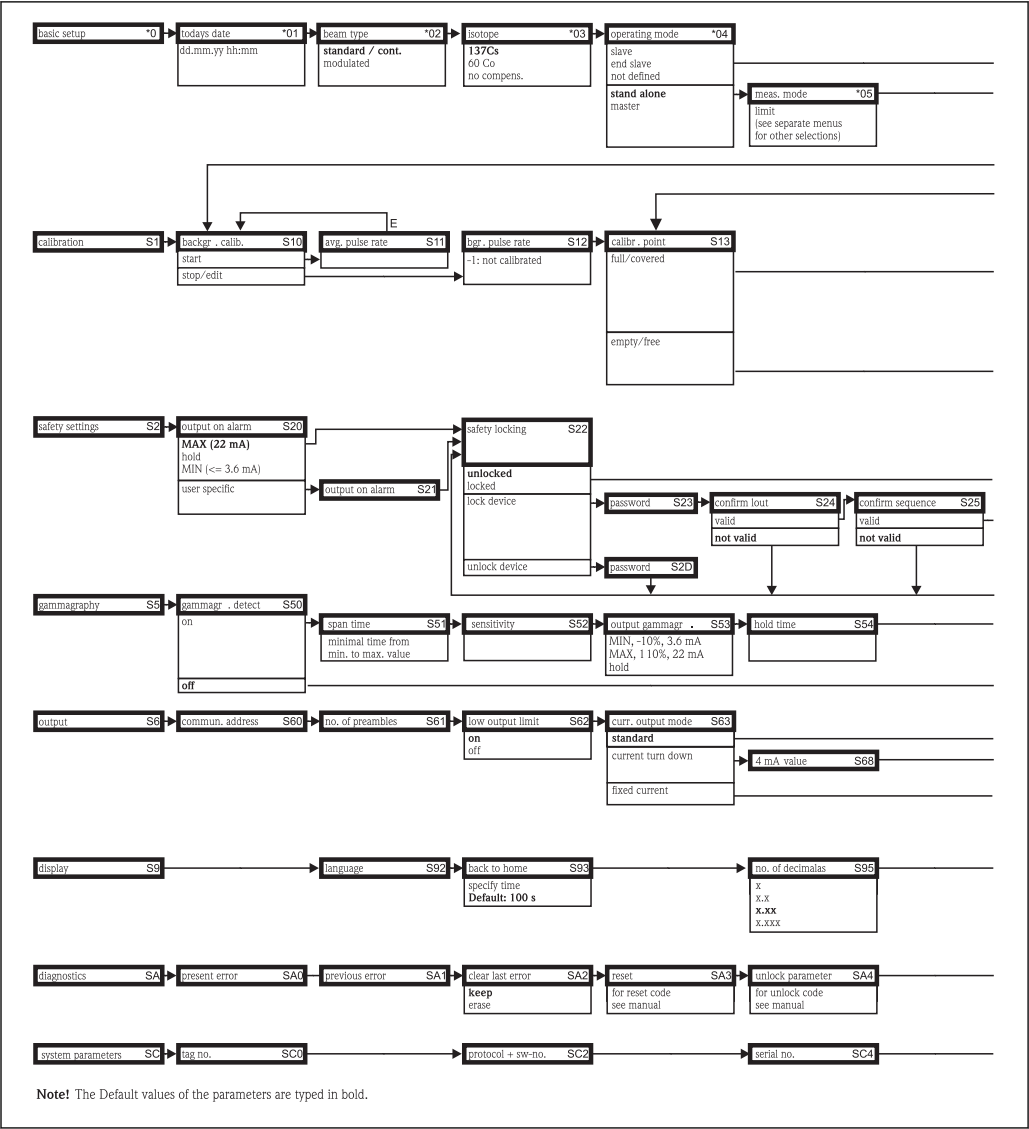 basic setup *0
todays date *01
beam type *02
isotope *03
operating mode *04
dd.mm.yy hh:mm
standard / cont.
modulated
137Cs
60 Co
no compens.
slave
end slave
not defined
stand alone
master
meas. mode *05
limit
(see separate menus
for other selections)
E
calibration S1
backgr . calib. S10
avg. pulse rate S11
bgr. pulse rate S12
calibr . point S13
start
stop/edit
-1: not calibrated
full/covered
empty/free
safety settings S2
output on alarm S20
MAX (22 mA)
hold
MIN (<= 3.6 mA)
user specific
output on alarm S21
safety locking S22
unlocked
locked
lock device
unlock device
password S23
confirm Iout S24
valid
not valid
confirm sequence S25
valid
not valid
password S2D
gammagraphy S5
gammagr . detect S50
on
off
span time S51
minimal time from
min. to max. value
sensitivity S52
output gammagr . S53
MIN, -10%, 3.6 mA
MAX, 110%, 22 mA
hold
hold time S54
output S6
commun. address S60
no. of preambles S61
low output limit S62
on
off
curr. output mode S63
standard
current turn down
fixed current
4 mA value S68
display S9
language S92
back to home S93
specify time
Default: 100 s
no. of decimalas S95
x
x.x
x.xx
x.xxx
diagnostics SA
present error SA0
previous error SA1
clear last error SA2
keep
erase
reset SA3
for reset code
see manual
unlock parameter SA4
for unlock code
see manual
system parameters SC
tag no. SC0
protocol + sw-no. SC2
serial no. SC4
Note! The Default values of the parameters are typed in bold.